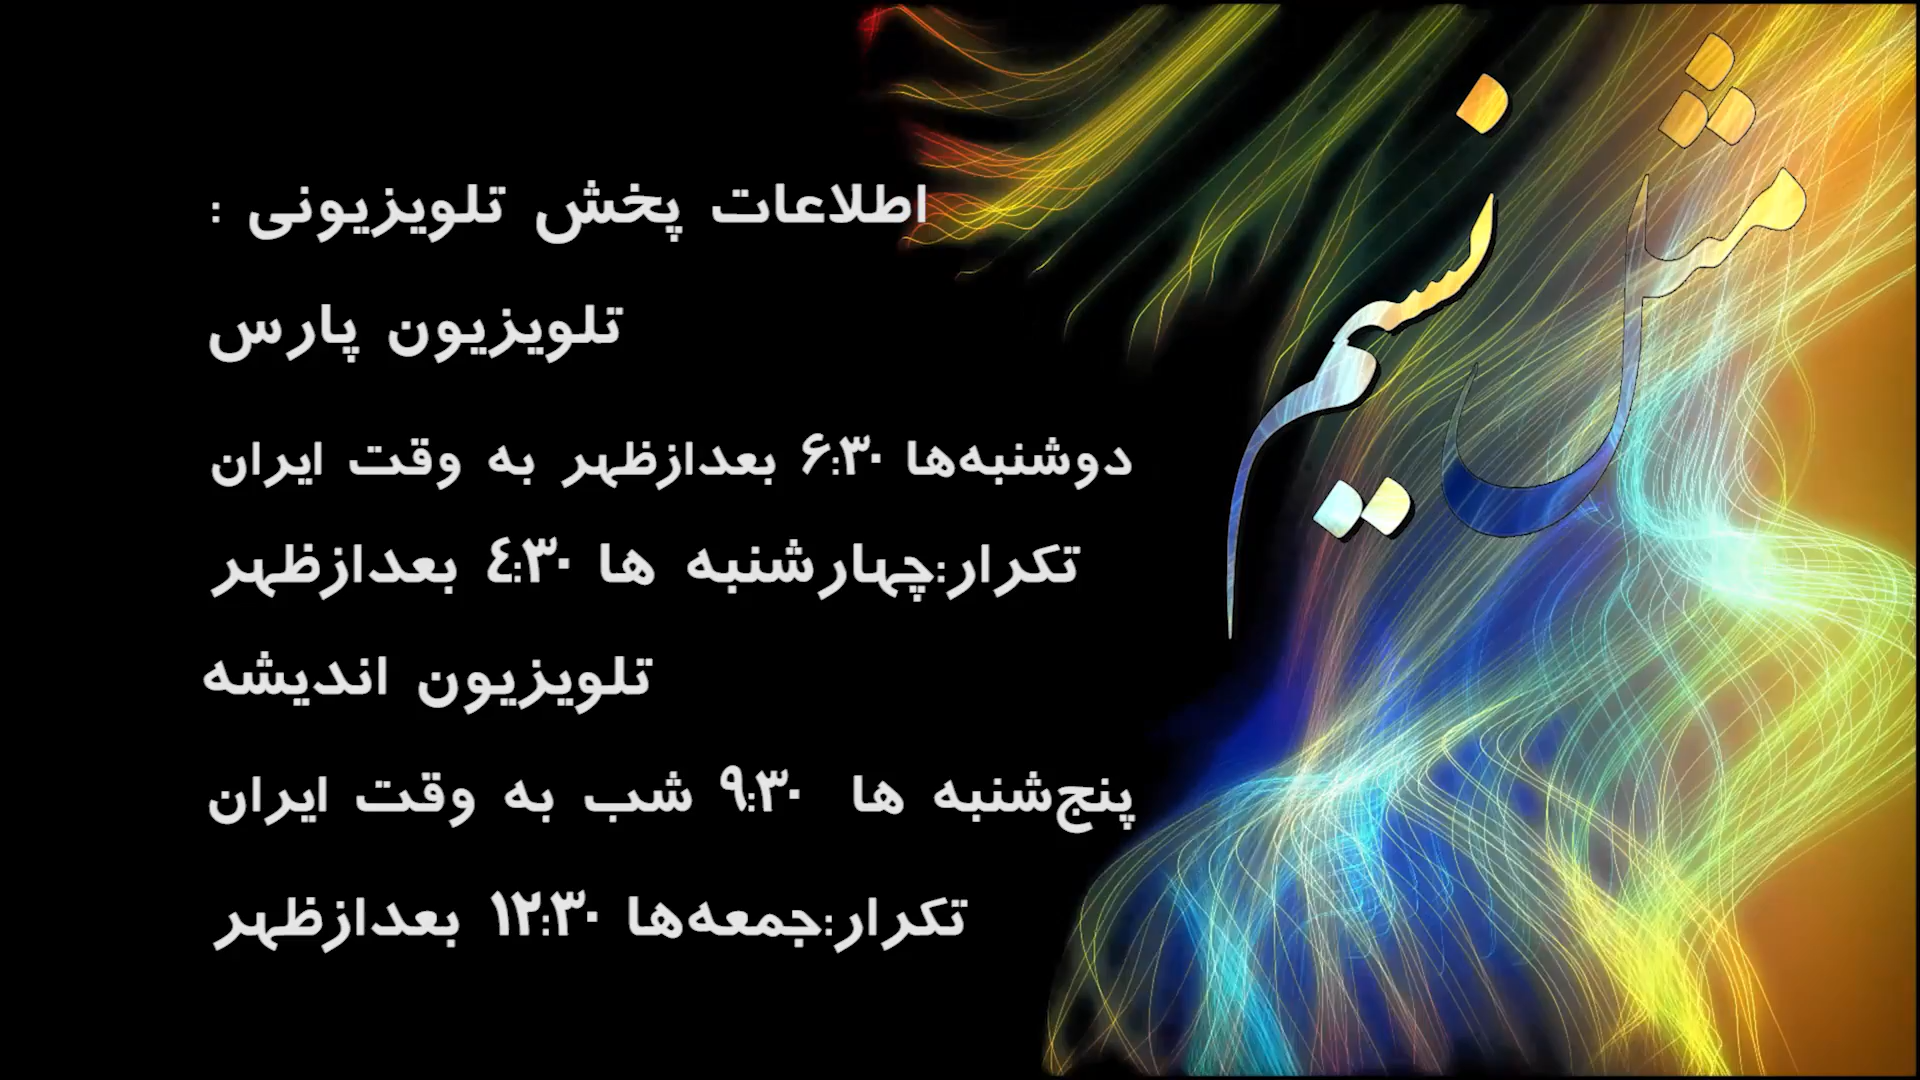 مثل نسیم
اطلاعات پخش تلویزیونی :
تلویزیون پارس
دوشنبه‌ها ۶:۳۰ بعدازظهر به وقت ایران
تکرار:چهارشنبه ها ٤:۳۰ بعدازظهر
تلویزیون اندیشه
پنج‌شنبه ها ۹:۳۰ شب به وقت ایران
تکرار:جمعه‌ها ۱۲:۳۰ بعدازظهر